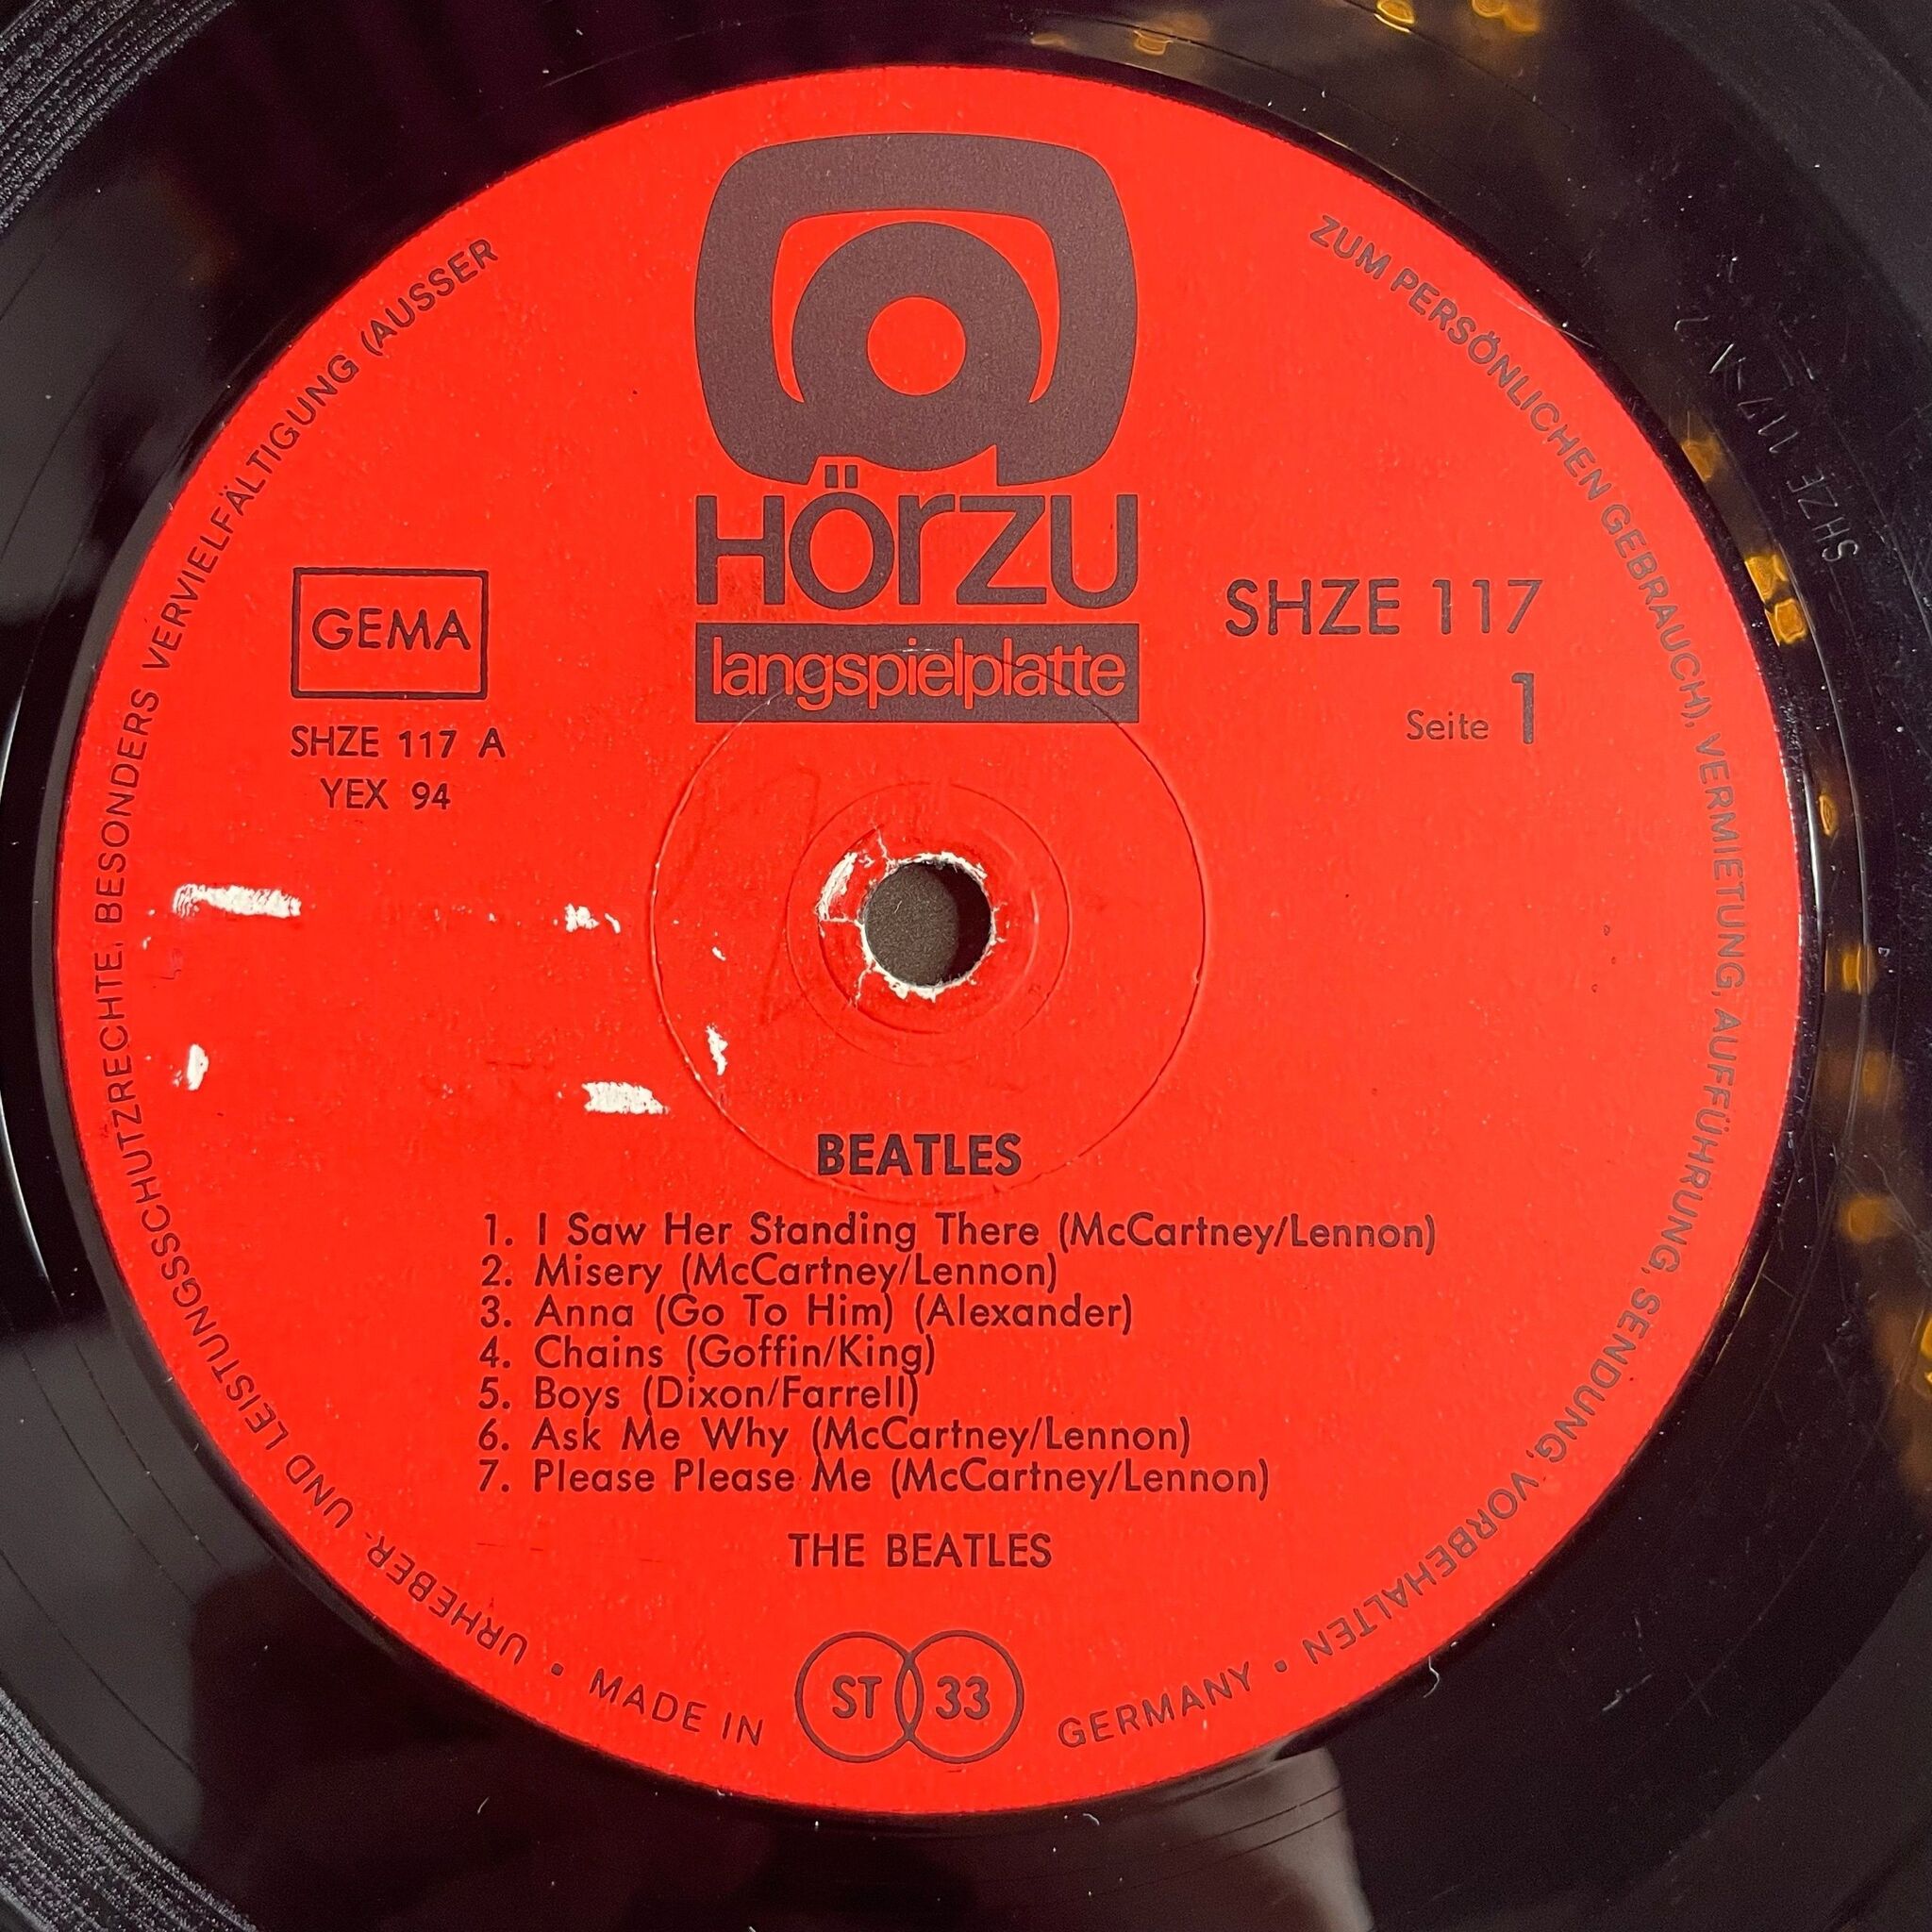 HÖRZU
langspielplatte
GEMA
SHZE 117
Seite 1
SHZE 117 A
YEX 94
BEATLES
1. I Saw Her Standing There (McCartney/Lennon)
2. Misery (McCartney/Lennon)
3. Anna (Go To Him) (Alexander)
4. Chains (Goffin/King)
5. Boys (Dixon/Farrell)
6. Ask Me Why (McCartney/Lennon)
7. Please Please Me (McCartney/Lennon)
THE BEATLES
ST 33
MADE IN GERMANY
URHEBER- UND LEISTUNGSSCHUTZRECHTE, BESONDERS VERVIELFÄLTIGUNG (AUSSER
ZUM PERSÖNLICHEN GEBRAUCH), VERMIETUNG, AUFFÜHRUNG, SENDUNG, VORBEHALTEN
SHZE 117